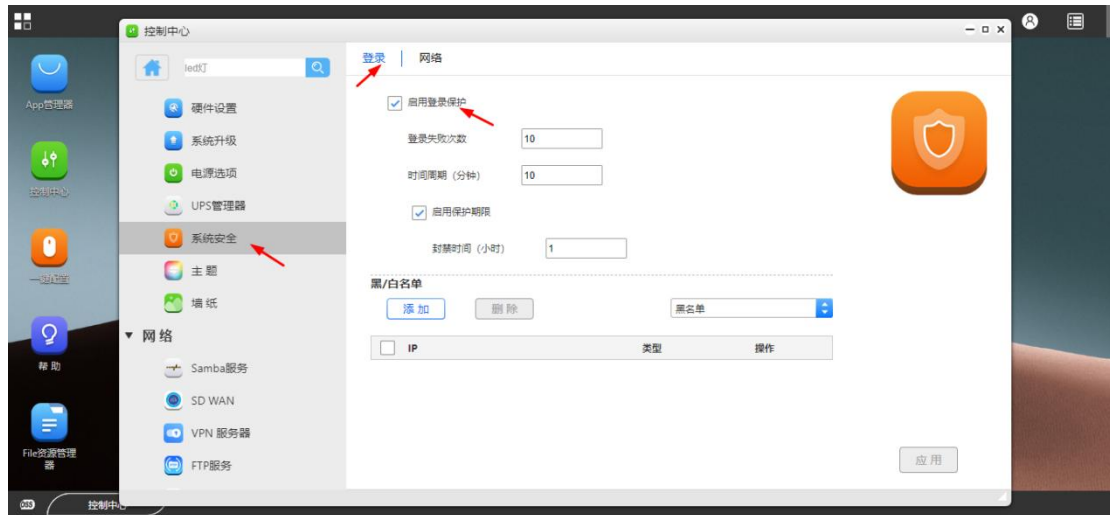 控制中心
led灯
登录
网络
App管理器
控制中心
一键配置
帮助
File资源管理器
硬件设置
系统升级
电源选项
UPS管理器
系统安全
主题
墙纸
网络
Samba服务
SD WAN
VPN 服务器
FTP服务
启用登录保护
登录失败次数
10
时间周期（分钟）
10
启用保护期限
封禁时间（小时）
1
黑/白名单
添加
删除
黑名单
IP
类型
操作
应用
控制中心